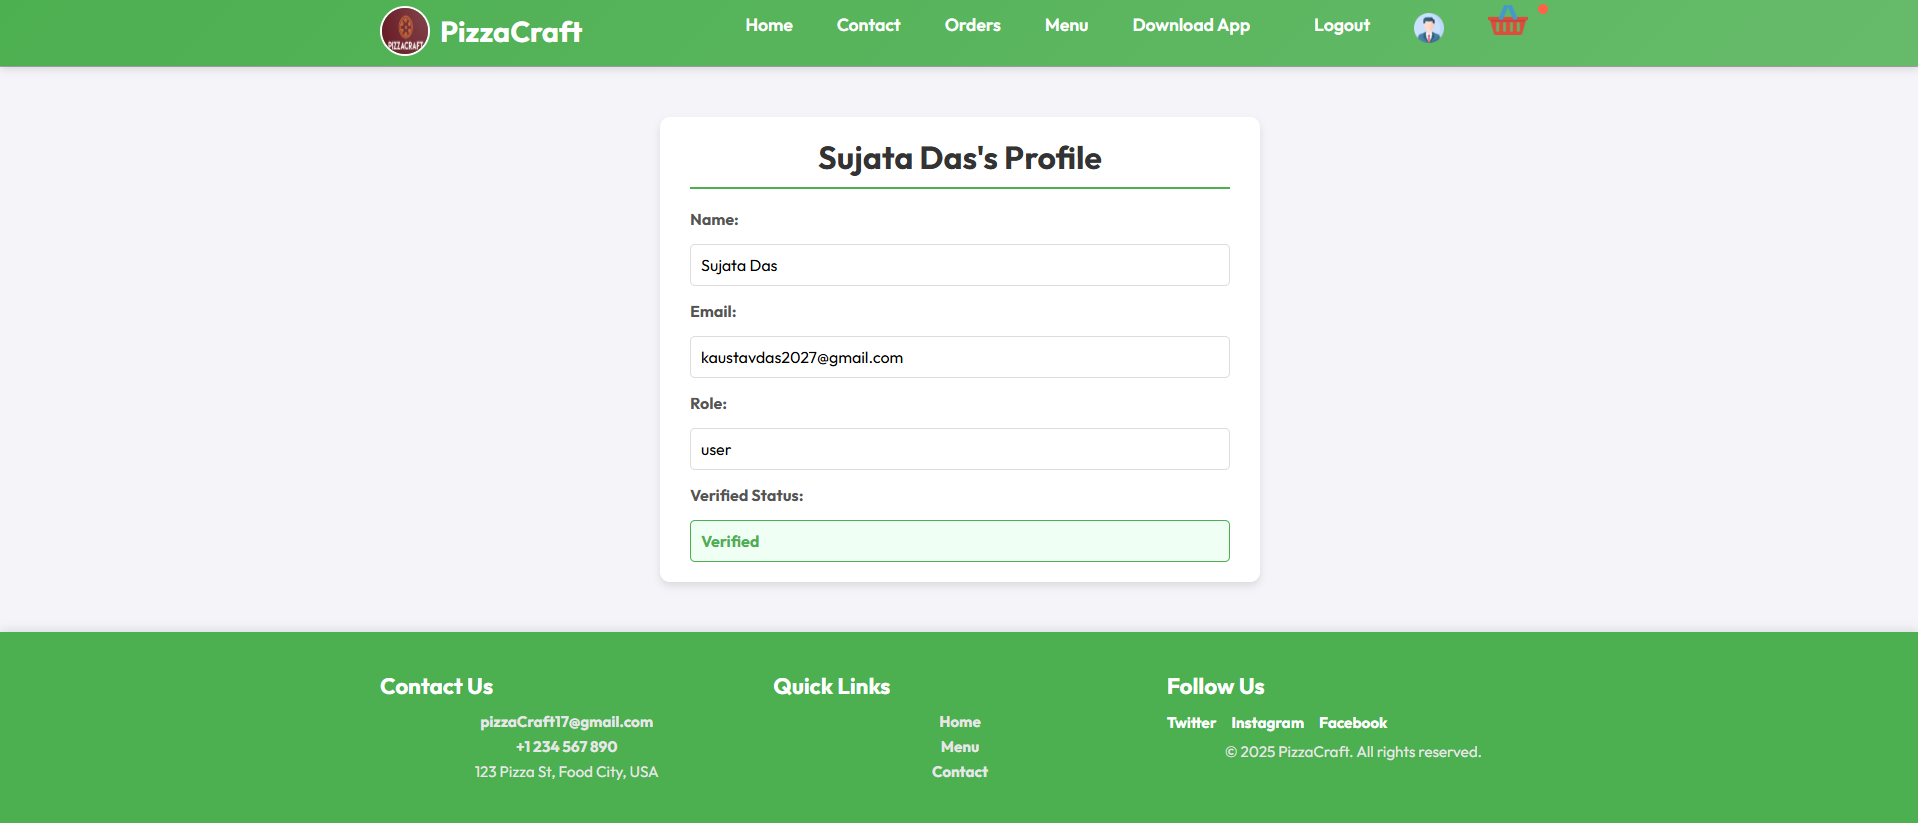 PIZZACRAFT
PizzaCraft
Home Contact Orders Menu Download App Logout
Sujata Das's Profile
Name:
Sujata Das
Email:
kaustavdas2027@gmail.com
Role:
user
Verified Status:
Verified
Contact Us
pizzaCraft17@gmail.com
+1 234 567 890
123 Pizza St, Food City, USA
Quick Links
Home
Menu
Contact
Follow Us
Twitter Instagram Facebook
© 2025 PizzaCraft. All rights reserved.